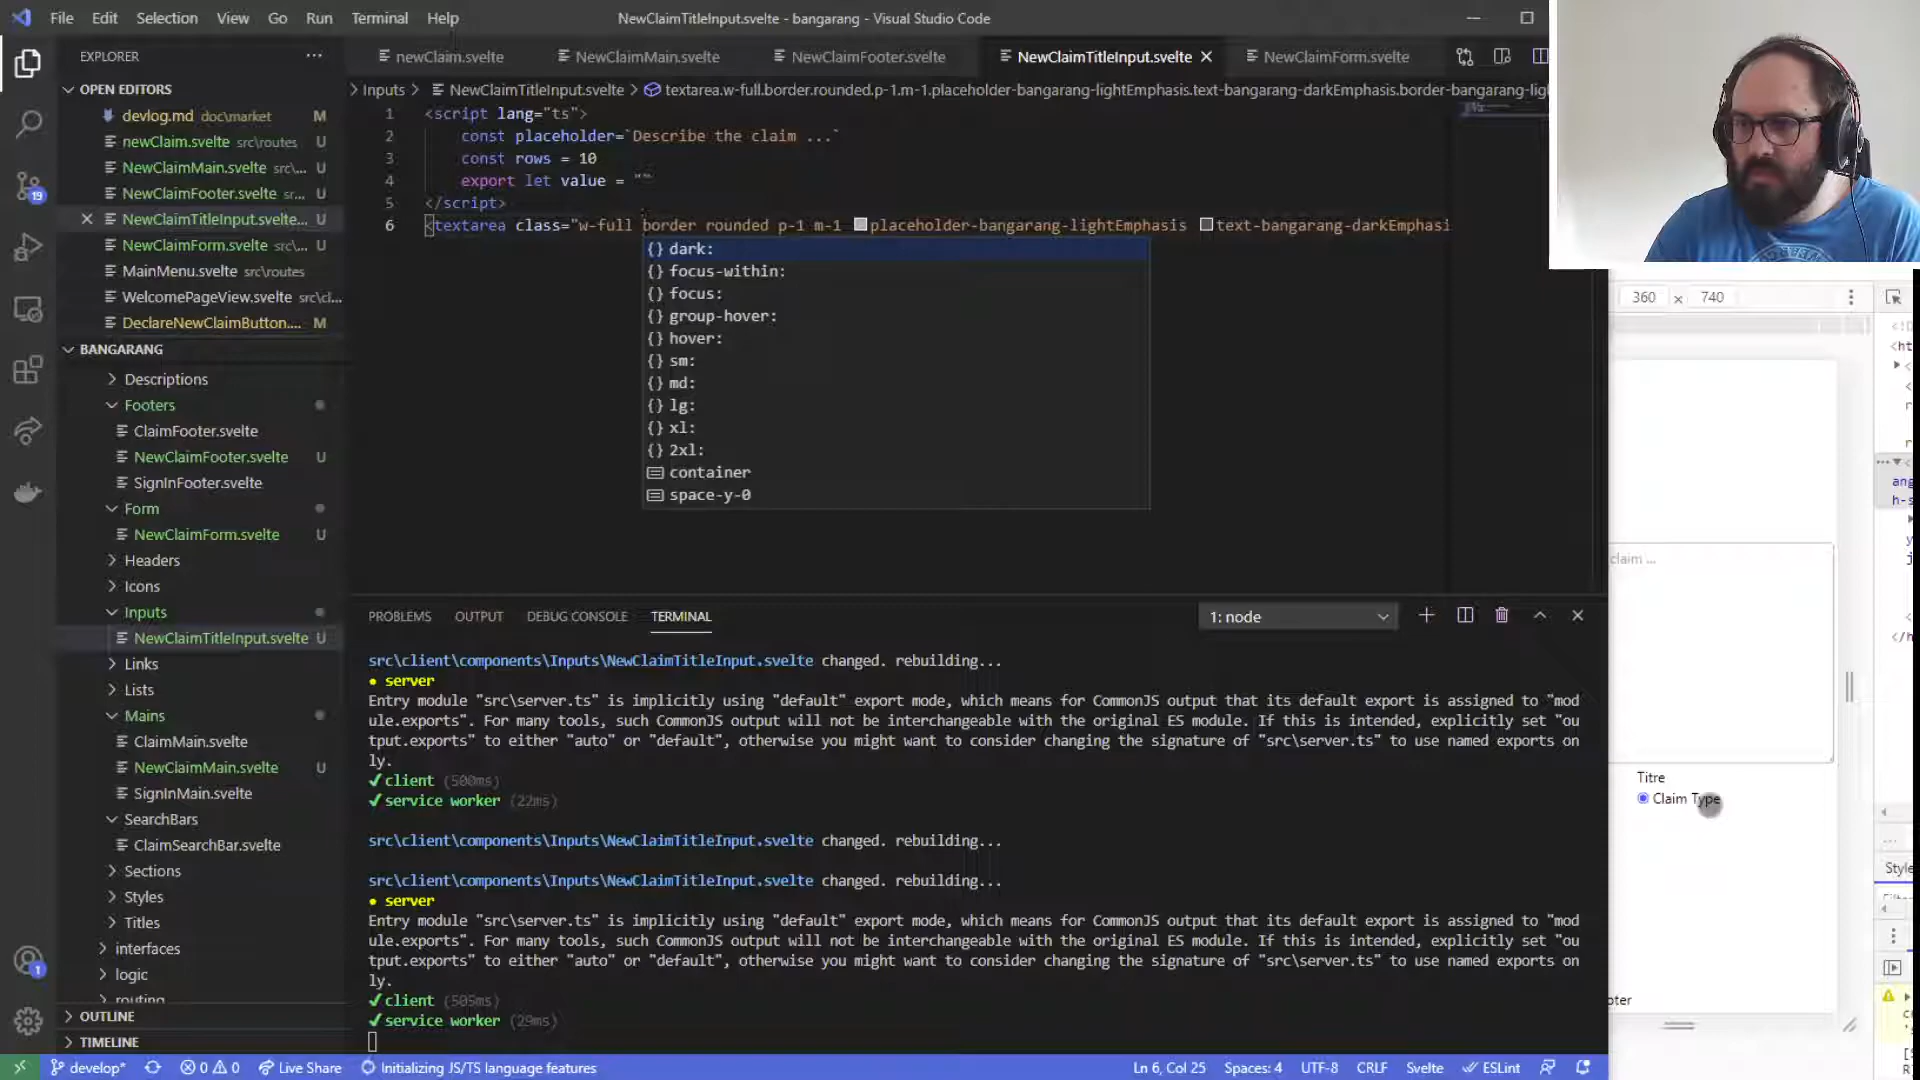 File Edit Selection View Go Run Terminal Help
NewClaimTitleInput.svelte - bangarang - Visual Studio Code
EXPLORER
OPEN EDITORS
devlog.md doc\market M
newClaim.svelte src\routes U
NewClaimMain.svelte src\... U
NewClaimFooter.svelte sr... U
NewClaimTitleInput.svelte... U
NewClaimForm.svelte src\... U
MainMenu.svelte src\routes
WelcomePageView.svelte src\cl...
DeclareNewClaimButton.... M
BANGARANG
Descriptions
Footers
ClaimFooter.svelte
NewClaimFooter.svelte U
SignInFooter.svelte
Form
NewClaimForm.svelte U
Headers
Icons
Inputs
NewClaimTitleInput.svelte U
Links
Lists
Mains
ClaimMain.svelte
NewClaimMain.svelte U
SignInMain.svelte
SearchBars
ClaimSearchBar.svelte
Sections
Styles
Titles
interfaces
logic
routing
OUTLINE
TIMELINE
19
1
newClaim.svelte NewClaimMain.svelte NewClaimFooter.svelte NewClaimTitleInput.svelte NewClaimForm.svelte
Inputs > NewClaimTitleInput.svelte > textarea.w-full.border.rounded.p-1.m-1.placeholder-bangarang-lightEmphasis.text-bangarang-darkEmphasis.border-bangarang-lig
1 <script lang="ts">
2 const placeholder=`Describe the claim ...`
3 const rows = 10
4 export let value = ""
5 </script>
6 <textarea class="w-full border rounded p-1 m-1 placeholder-bangarang-lightEmphasis text-bangarang-darkEmphasi
{} dark:
{} focus-within:
{} focus:
{} group-hover:
{} hover:
{} sm:
{} md:
{} lg:
{} xl:
{} 2xl:
container
space-y-0
PROBLEMS OUTPUT DEBUG CONSOLE TERMINAL 1: node
src\client\components\Inputs\NewClaimTitleInput.svelte changed. rebuilding...
• server
Entry module "src\server.ts" is implicitly using "default" export mode, which means for CommonJS output that its default export is assigned to "mod
ule.exports". For many tools, such CommonJS output will not be interchangeable with the original ES module. If this is intended, explicitly set "ou
tput.exports" to either "auto" or "default", otherwise you might want to consider changing the signature of "src\server.ts" to use named exports on
ly.
✔client (500ms)
✔service worker (22ms)
src\client\components\Inputs\NewClaimTitleInput.svelte changed. rebuilding...
src\client\components\Inputs\NewClaimTitleInput.svelte changed. rebuilding...
• server
Entry module "src\server.ts" is implicitly using "default" export mode, which means for CommonJS output that its default export is assigned to "mod
ule.exports". For many tools, such CommonJS output will not be interchangeable with the original ES module. If this is intended, explicitly set "ou
tput.exports" to either "auto" or "default", otherwise you might want to consider changing the signature of "src\server.ts" to use named exports on
ly.
✔client (505ms)
✔service worker (29ms)
360 × 740
claim ...
Titre
Claim Type
oter
<!D
<ht
ang
h-s
</h
Style
develop* 0 0 Live Share Initializing JS/TS language features Ln 6, Col 25 Spaces: 4 UTF-8 CRLF Svelte ESLint